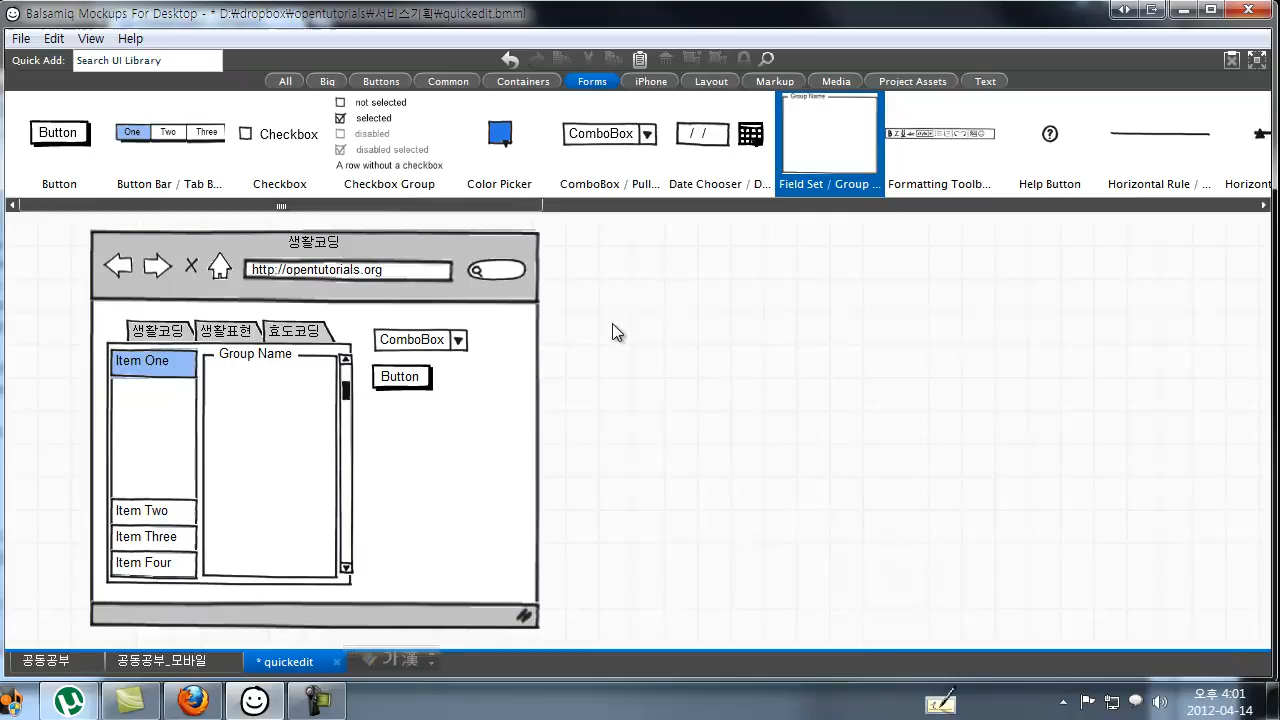 Balsamiq Mockups For Desktop - * D:₩dropbox₩opentutorials₩서비스기획₩quickedit.bmml
File Edit View Help
Quick Add: Search UI Library
All Big Buttons Common Containers Forms iPhone Layout Markup Media Project Assets Text
Button
One Two Three
Checkbox
not selected
selected
disabled
disabled selected
A row without a checkbox
ComboBox
/ /
Group Name
Button
Button Bar / Tab B...
Checkbox
Checkbox Group
Color Picker
ComboBox / Pull...
Date Chooser / D...
Field Set / Group ...
Formatting Toolb...
Help Button
Horizontal Rule / ...
Horizont
생활코딩
http://opentutorials.org
생활코딩 생활표현 효도코딩
ComboBox
Item One
Group Name
Button
Item Two
Item Three
Item Four
공동공부 공동공부_모바일 * quickedit × 가 漢
오후 4:01
2012-04-14